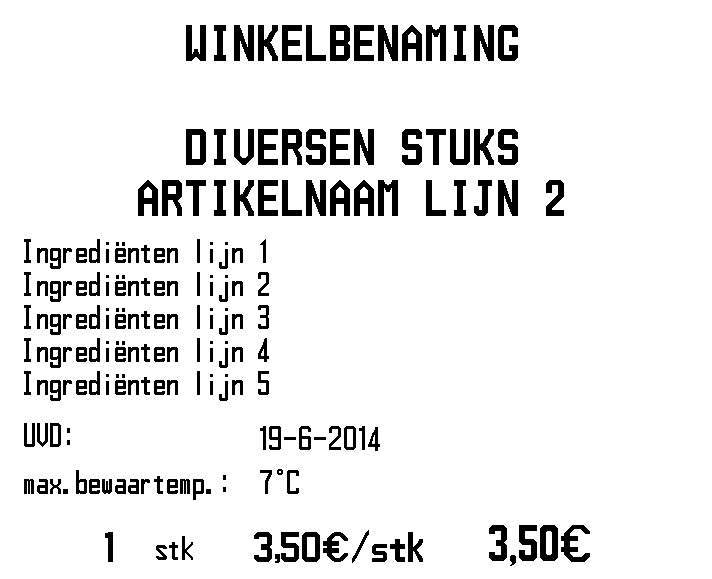 WINKELBENAMING
DIVERSEN STUKS
ARTIKELNAAM LIJN 2
Ingrediënten lijn 1
Ingrediënten lijn 2
Ingrediënten lijn 3
Ingrediënten lijn 4
Ingrediënten lijn 5
UVD: 19-6-2014
max.bewaartemp.: 7°C
1 stk 3,50€/stk 3,50€